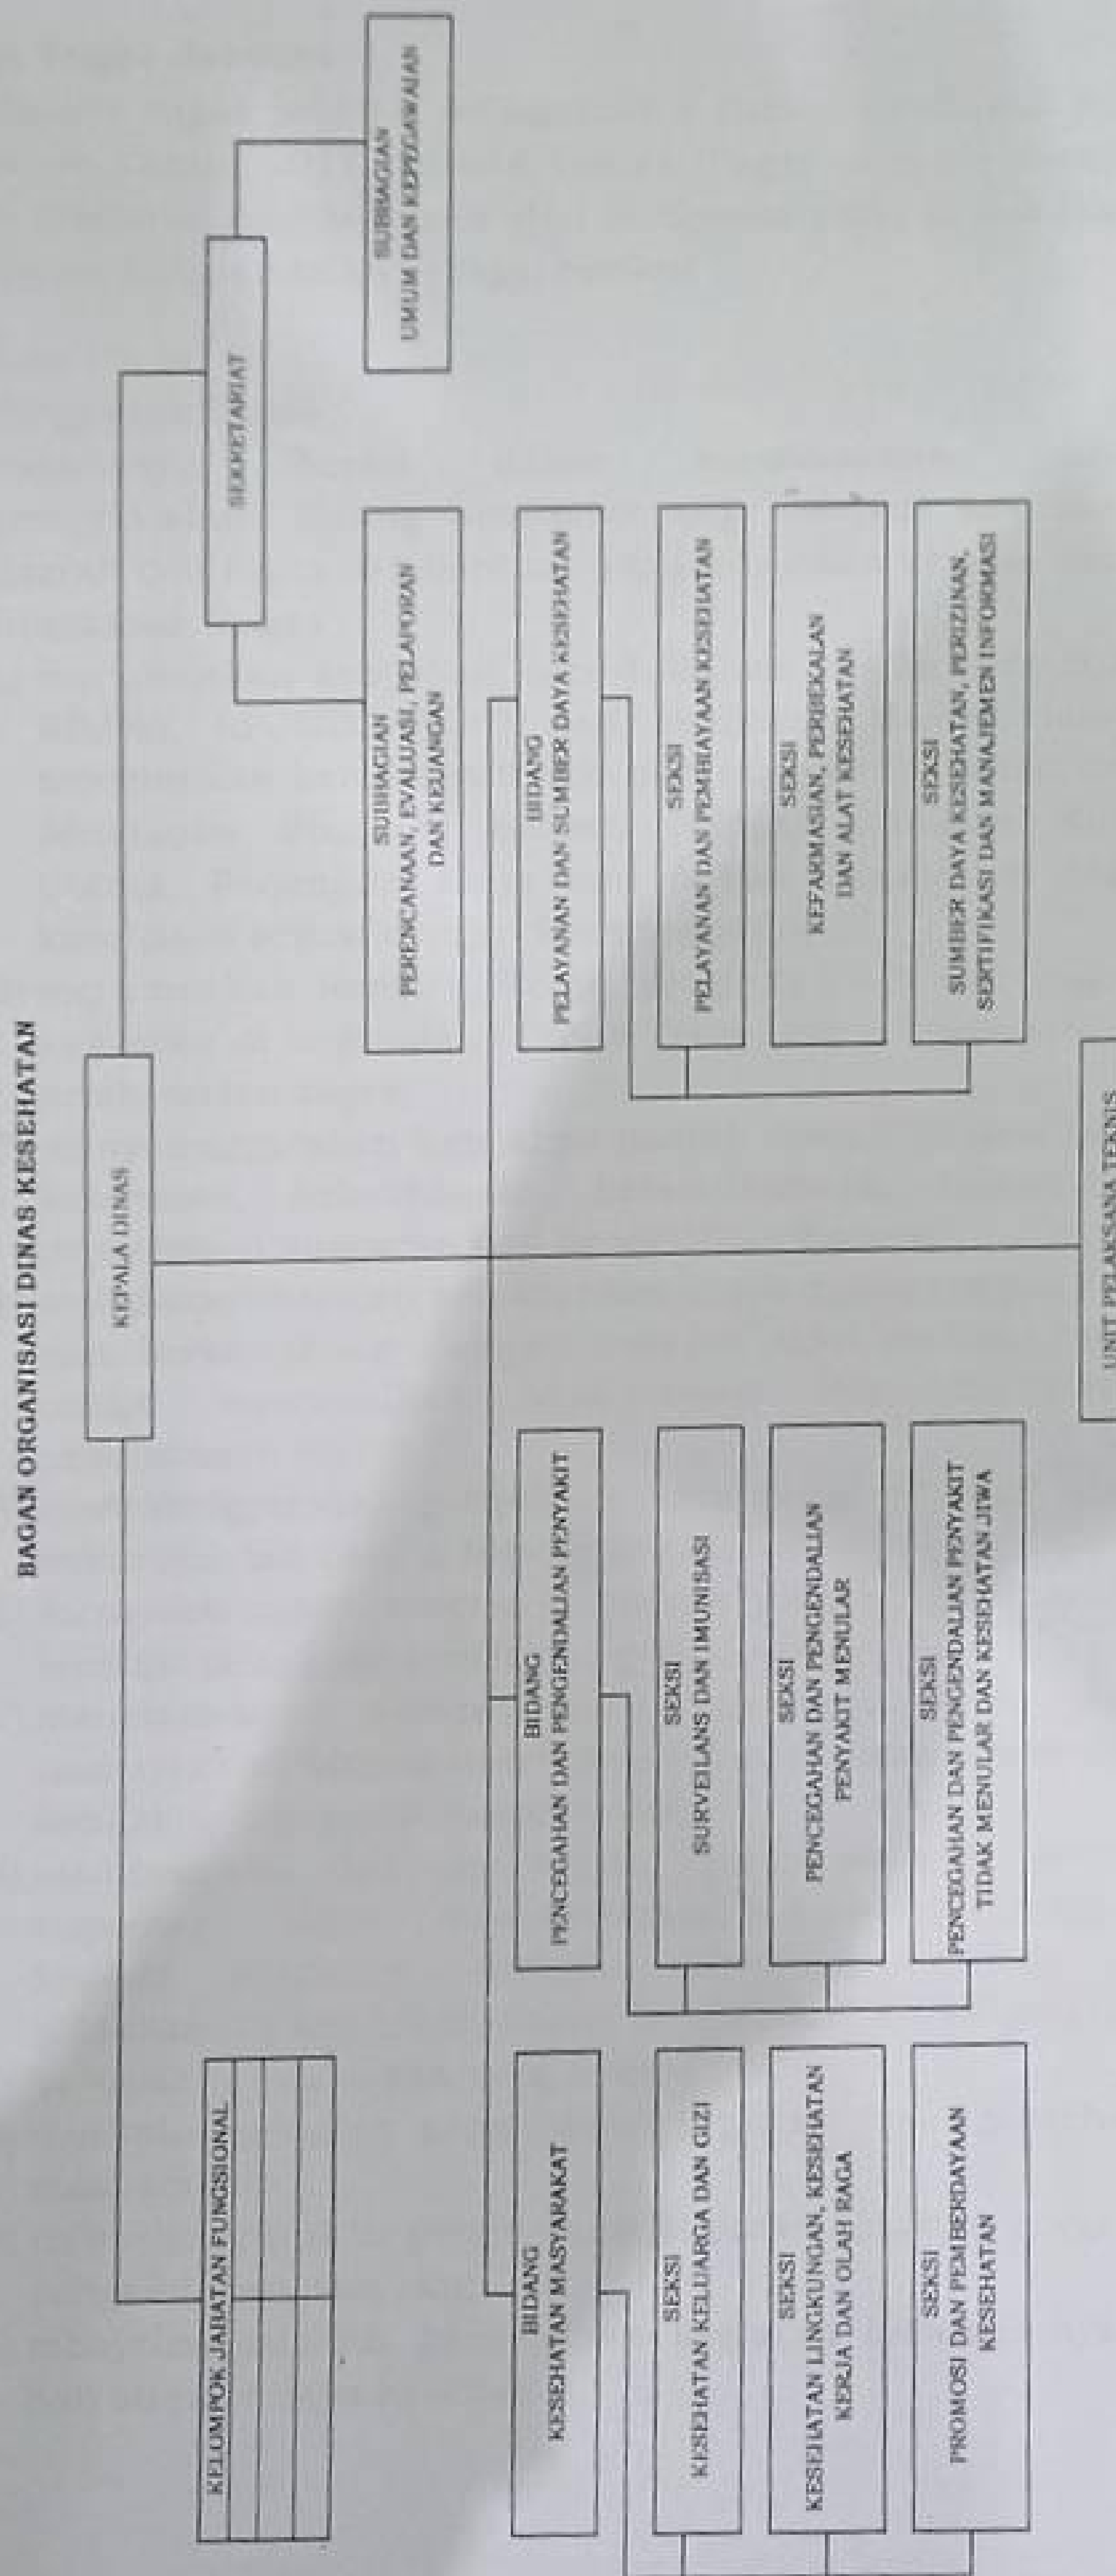 BAGAN ORGANISASI DINAS KESEHATAN
KEPALA DINAS
KELOMPOK JABATAN FUNGSIONAL
SEKRETARIAT
SUBBAGIAN
PERENCANAAN, EVALUASI, PELAPORAN
DAN KEUANGAN
SUBBAGIAN
UMUM DAN KEPEGAWAIAN
BIDANG
KESEHATAN MASYARAKAT
BIDANG
PENCEGAHAN DAN PENGENDALIAN PENYAKIT
BIDANG
PELAYANAN DAN SUMBER DAYA KESEHATAN
SEKSI
KESEHATAN KELUARGA DAN GIZI
SEKSI
SURVEILANS DAN IMUNISASI
SEKSI
PELAYANAN DAN PEMBIAYAAN KESEHATAN
SEKSI
KESEHATAN LINGKUNGAN, KESEHATAN
KERJA DAN OLAH RAGA
SEKSI
PENCEGAHAN DAN PENGENDALIAN
PENYAKIT MENULAR
SEKSI
KEFARMASIAN, PERBEKALAN
DAN ALAT KESEHATAN
SEKSI
PROMOSI DAN PEMBERDAYAAN
KESEHATAN
SEKSI
PENCEGAHAN DAN PENGENDALIAN PENYAKIT
TIDAK MENULAR DAN KESEHATAN JIWA
SEKSI
SUMBER DAYA KESEHATAN, PERIZINAN,
SERTIFIKASI DAN MANAJEMEN INFORMASI
UNIT PELAKSANA TEKNIS